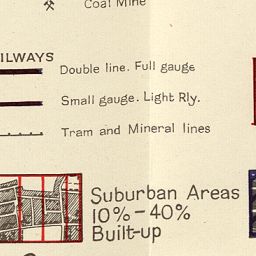 Coal Mine
ILWAYS
Double line. Full gauge
Small gauge. Light Rly.
Tram and Mineral lines
Suburban Areas
10%-40%
Built-up